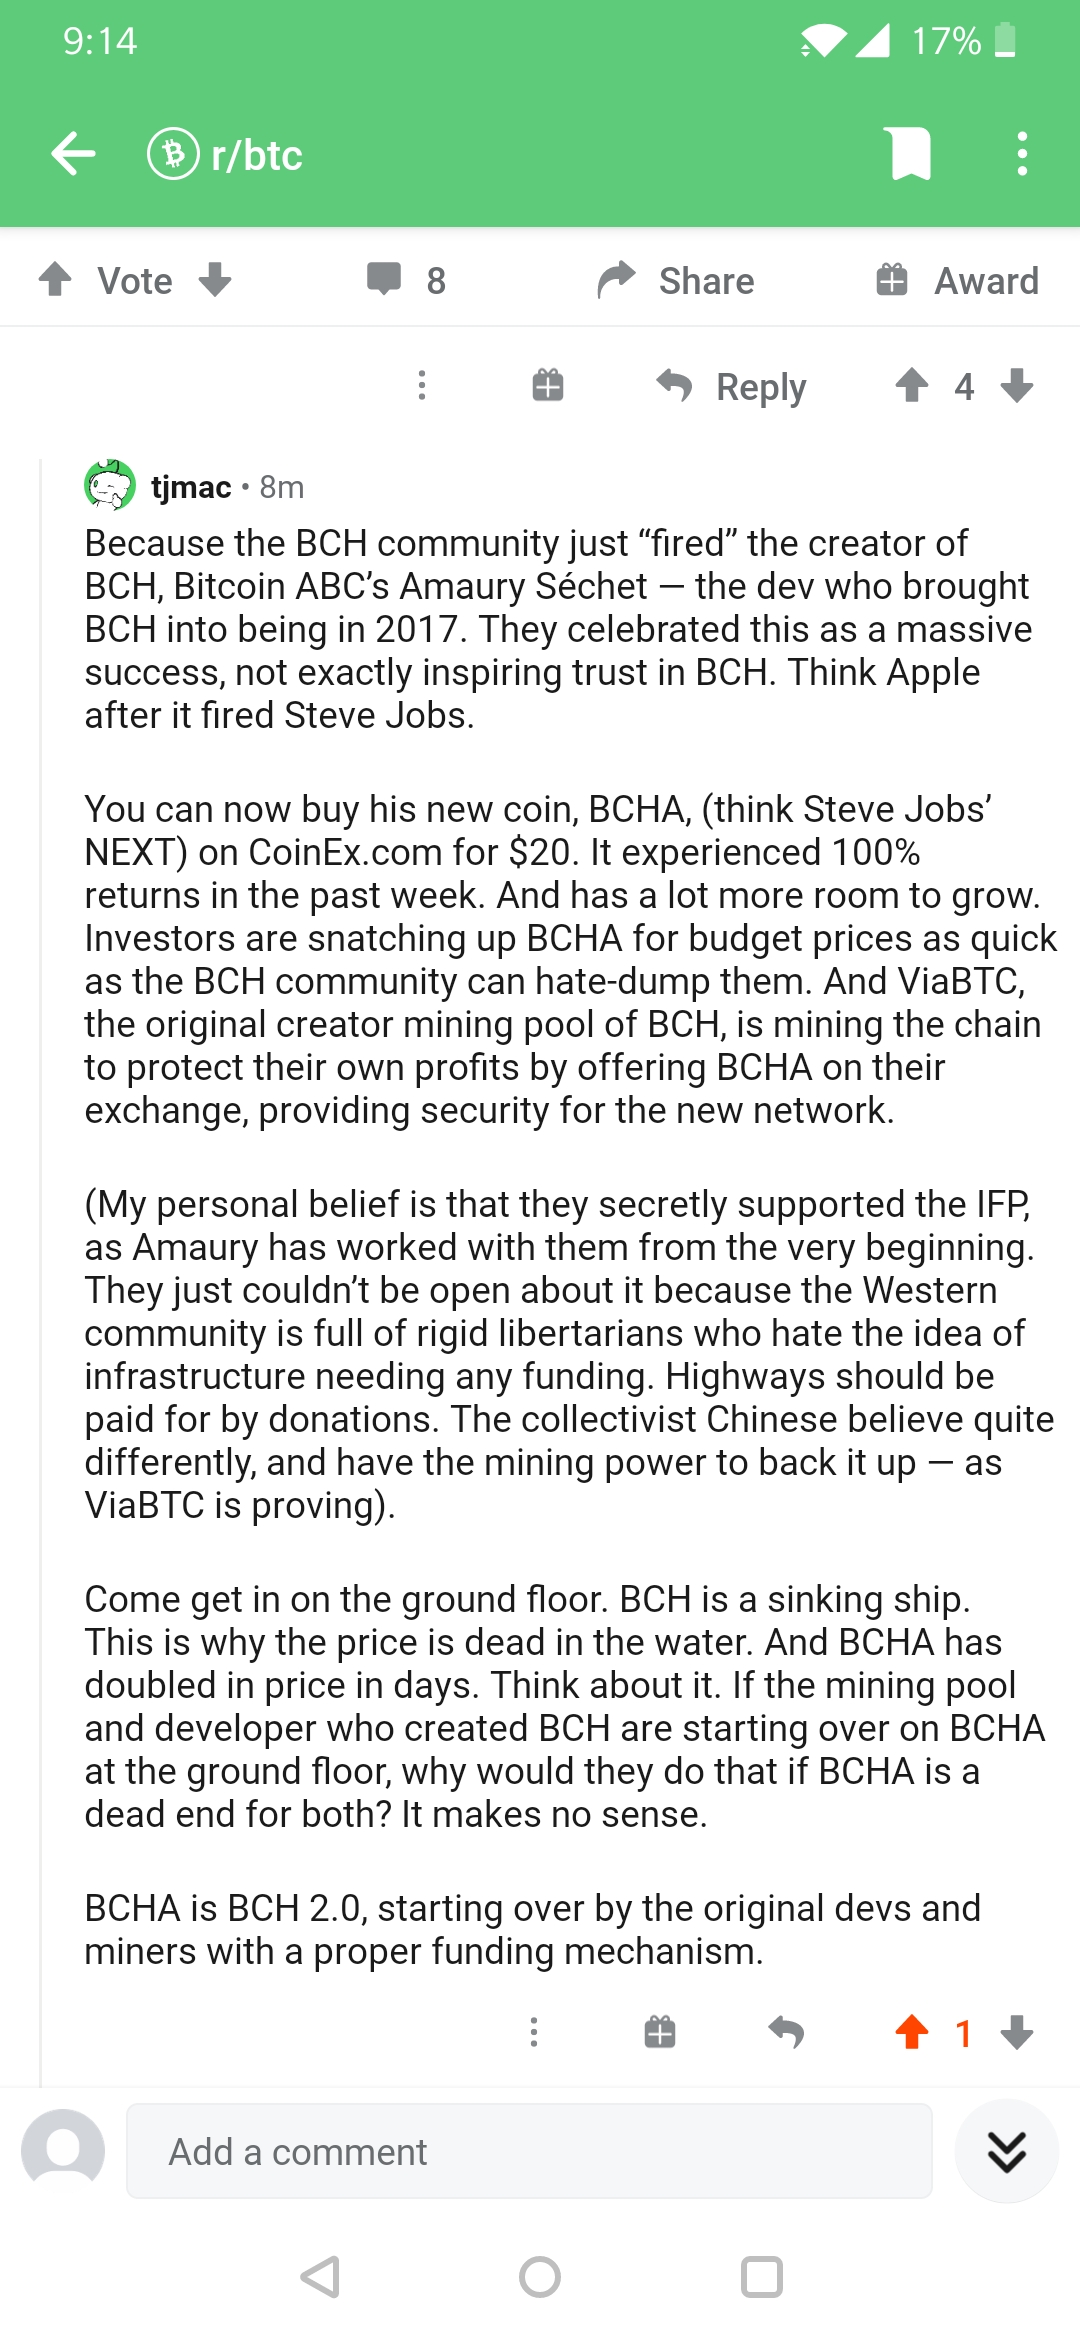 9:14
17%
r/btc
Vote
8
Share
Award
Reply
4
tjmac • 8m
Because the BCH community just “fired” the creator of
BCH, Bitcoin ABC’s Amaury Séchet — the dev who brought
BCH into being in 2017. They celebrated this as a massive
success, not exactly inspiring trust in BCH. Think Apple
after it fired Steve Jobs.
You can now buy his new coin, BCHA, (think Steve Jobs’
NEXT) on CoinEx.com for $20. It experienced 100%
returns in the past week. And has a lot more room to grow.
Investors are snatching up BCHA for budget prices as quick
as the BCH community can hate-dump them. And ViaBTC,
the original creator mining pool of BCH, is mining the chain
to protect their own profits by offering BCHA on their
exchange, providing security for the new network.
(My personal belief is that they secretly supported the IFP,
as Amaury has worked with them from the very beginning.
They just couldn’t be open about it because the Western
community is full of rigid libertarians who hate the idea of
infrastructure needing any funding. Highways should be
paid for by donations. The collectivist Chinese believe quite
differently, and have the mining power to back it up — as
ViaBTC is proving).
Come get in on the ground floor. BCH is a sinking ship.
This is why the price is dead in the water. And BCHA has
doubled in price in days. Think about it. If the mining pool
and developer who created BCH are starting over on BCHA
at the ground floor, why would they do that if BCHA is a
dead end for both? It makes no sense.
BCHA is BCH 2.0, starting over by the original devs and
miners with a proper funding mechanism.
1
Add a comment